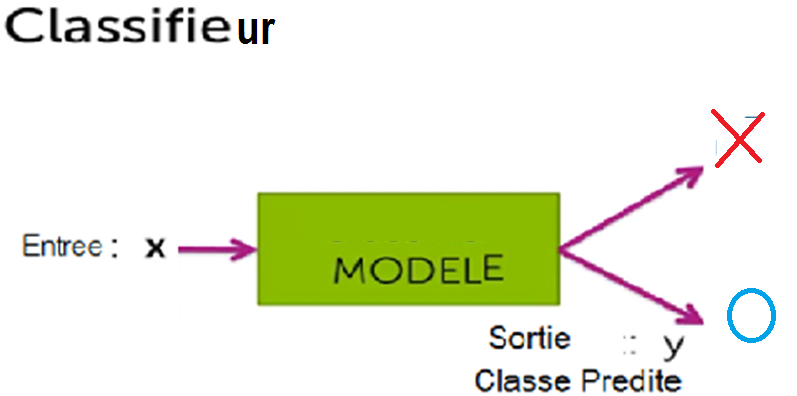 Classifieur
Entree : x
MODELE
Sortie :: y
Classe Predite